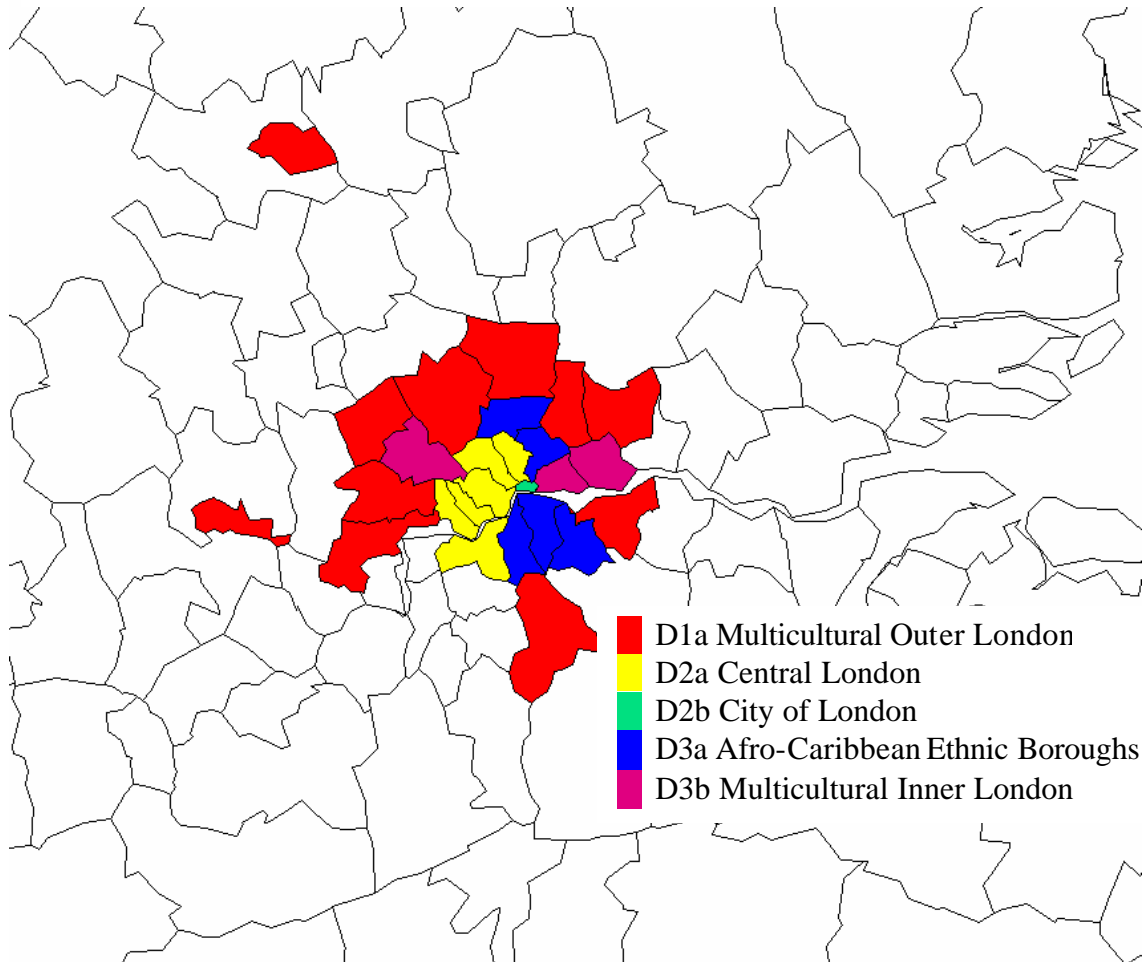 D1a Multicultural Outer London
D2a Central London
D2b City of London
D3a Afro-Caribbean Ethnic Boroughs
D3b Multicultural Inner London